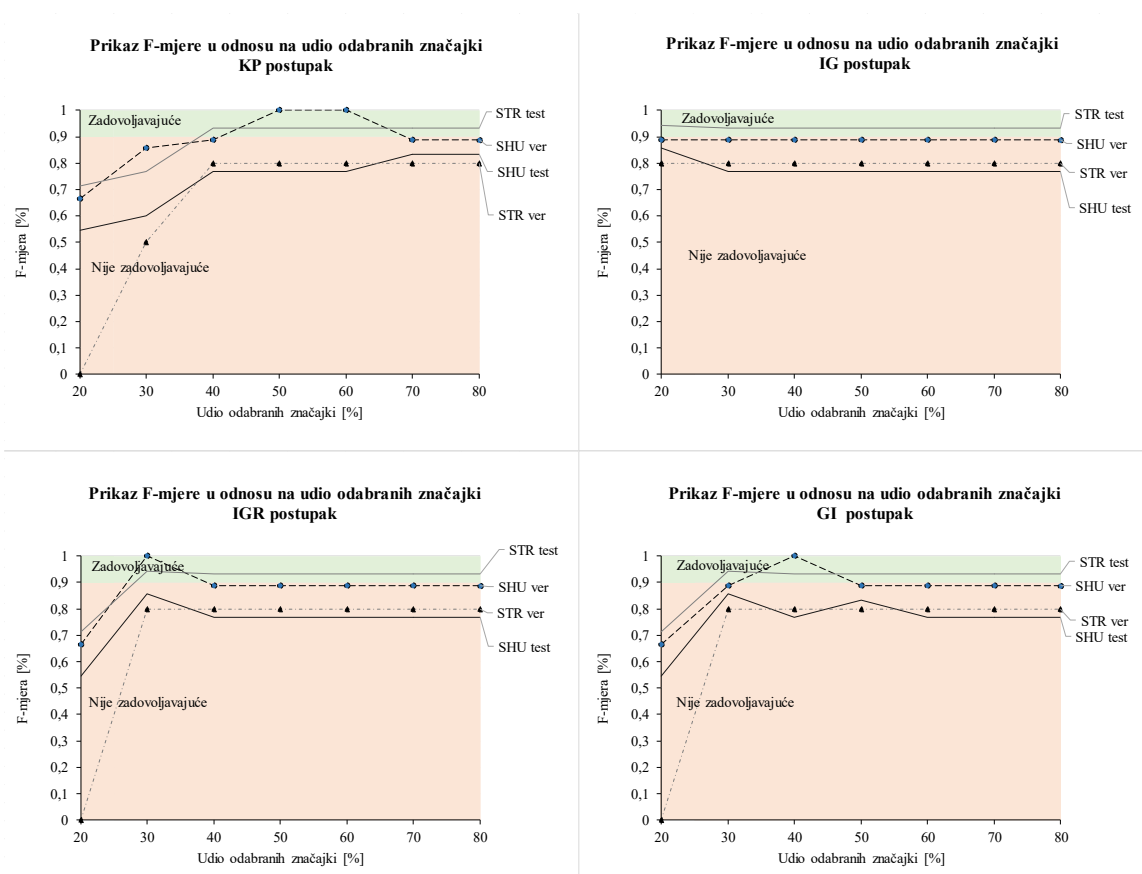 Prikaz F-mjere u odnosu na udio odabranih značajki
KP postupak
F-mjera [%]
1
0,9
0,8
0,7
0,6
0,5
0,4
0,3
0,2
0,1
0
Zadovoljavajuće
Nije zadovoljavajuće
STR test
SHU ver
SHU test
STR ver
20 30 40 50 60 70 80
Udio odabranih značajki [%]
Prikaz F-mjere u odnosu na udio odabranih značajki
IG postupak
F-mjera [%]
1
0,9
0,8
0,7
0,6
0,5
0,4
0,3
0,2
0,1
0
Zadovoljavajuće
Nije zadovoljavajuće
STR test
SHU ver
STR ver
SHU test
20 30 40 50 60 70 80
Udio odabranih značajki [%]
Prikaz F-mjere u odnosu na udio odabranih značajki
IGR postupak
F-mjera [%]
1
0,9
0,8
0,7
0,6
0,5
0,4
0,3
0,2
0,1
0
Zadovoljavajuće
Nije zadovoljavajuće
STR test
SHU ver
STR ver
SHU test
20 30 40 50 60 70 80
Udio odabranih značajki [%]
Prikaz F-mjere u odnosu na udio odabranih značajki
GI postupak
F-mjera [%]
1
0,9
0,8
0,7
0,6
0,5
0,4
0,3
0,2
0,1
0
Zadovoljavajuće
Nije zadovoljavajuće
STR test
SHU ver
STR ver
SHU test
20 30 40 50 60 70 80
Udio odabranih značajki [%]